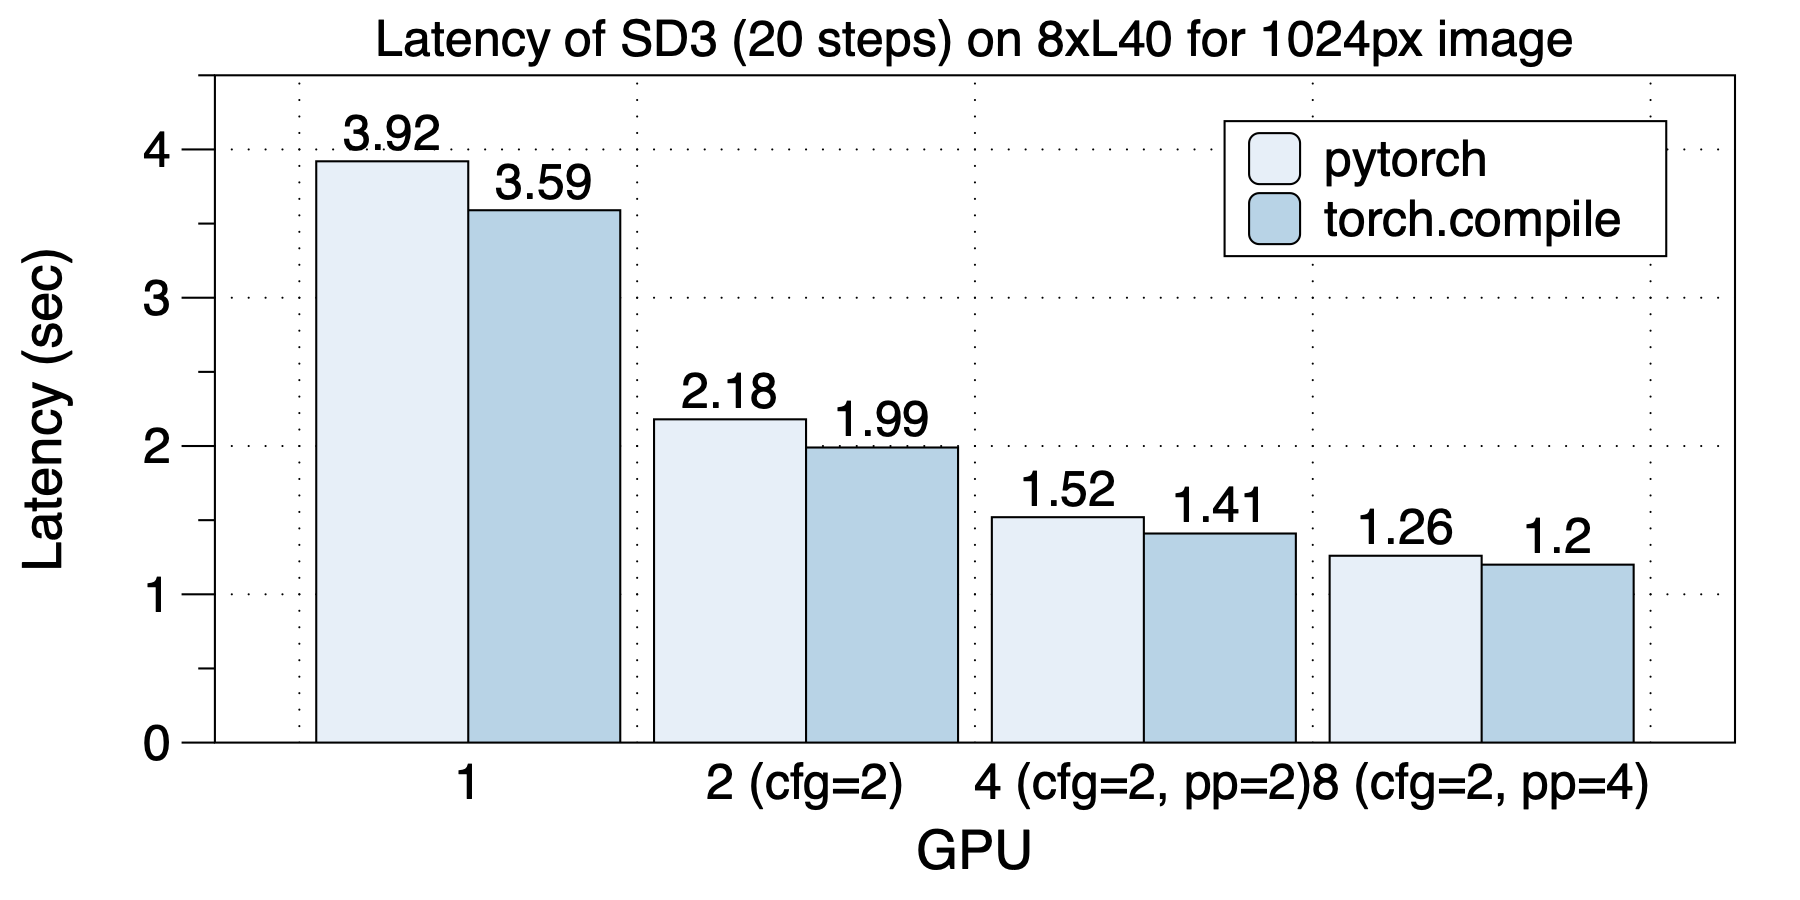 Latency of SD3 (20 steps) on 8xL40 for 1024px image
pytorch
torch.compile
Latency (sec)
4
3
2
1
0
3.92
3.59
2.18
1.99
1.52
1.41
1.26
1.2
1
2 (cfg=2)
4 (cfg=2, pp=2)
8 (cfg=2, pp=4)
GPU